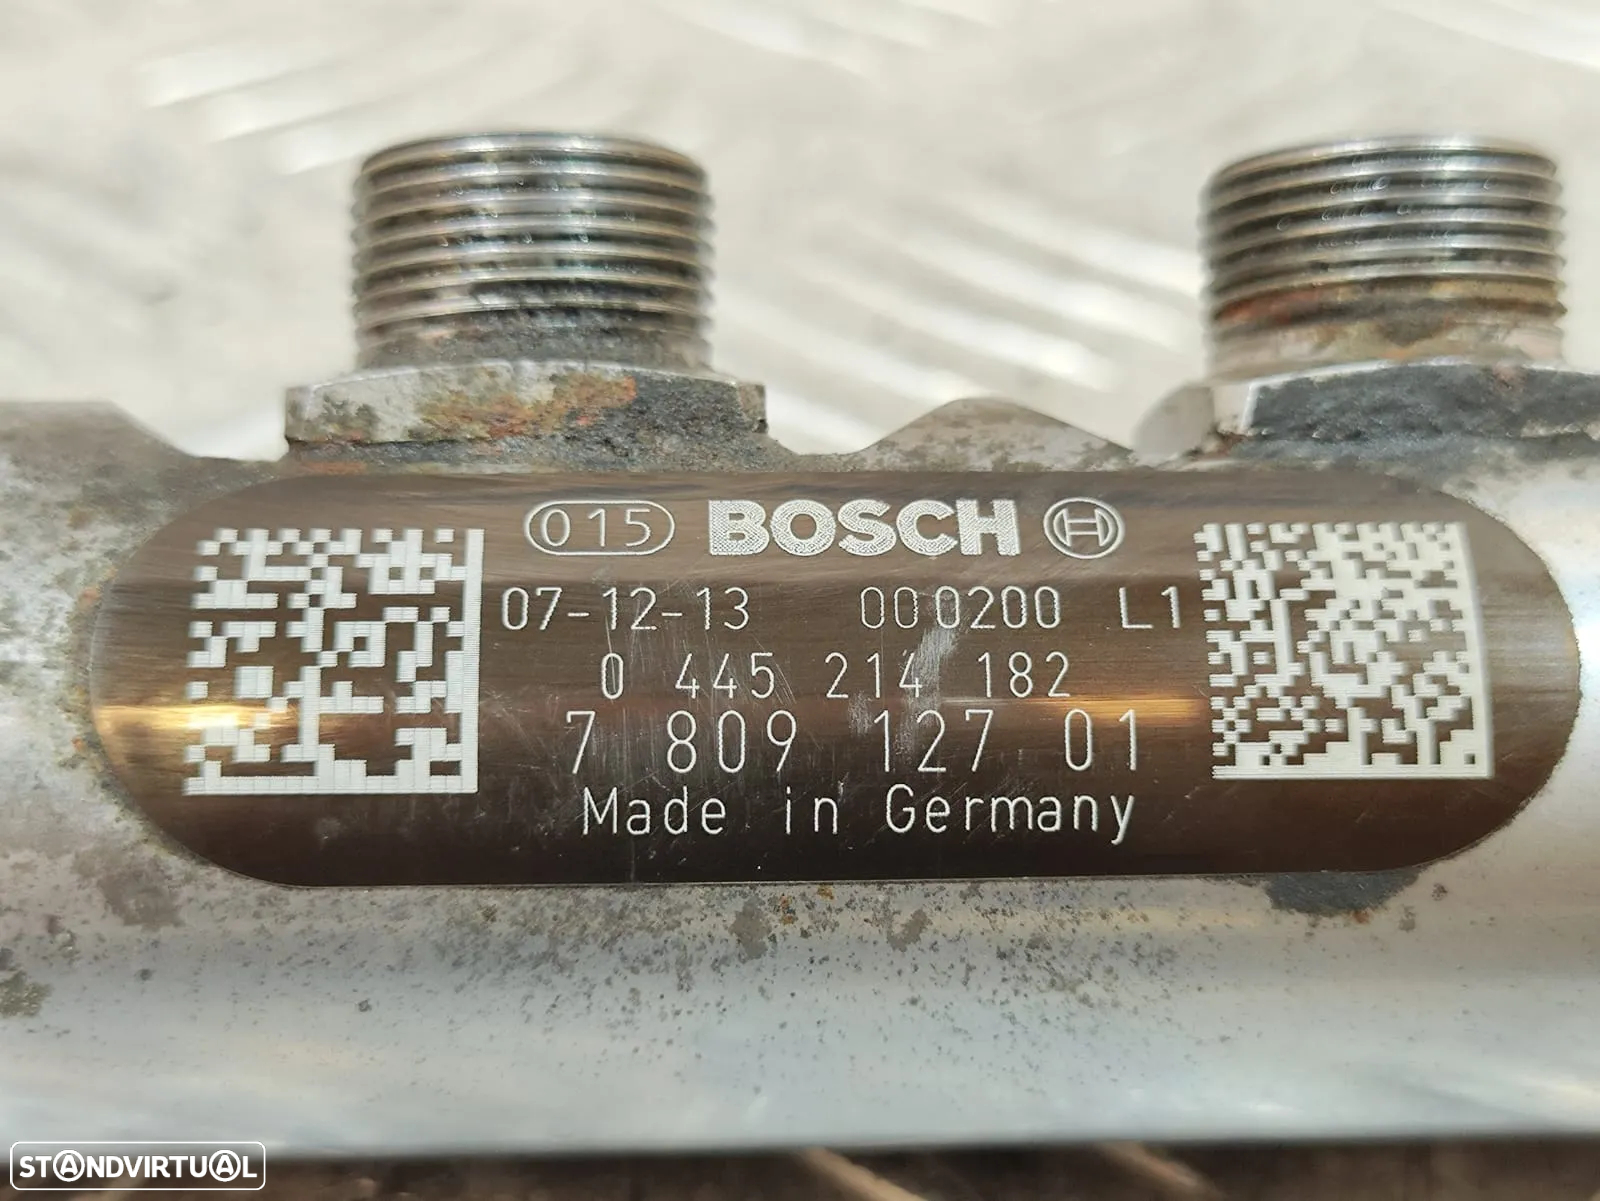 015 BOSCH
07-12-13 000200 L1
0 445 214 182
7 809 127 01
Made in Germany
STANDVIRTUAL